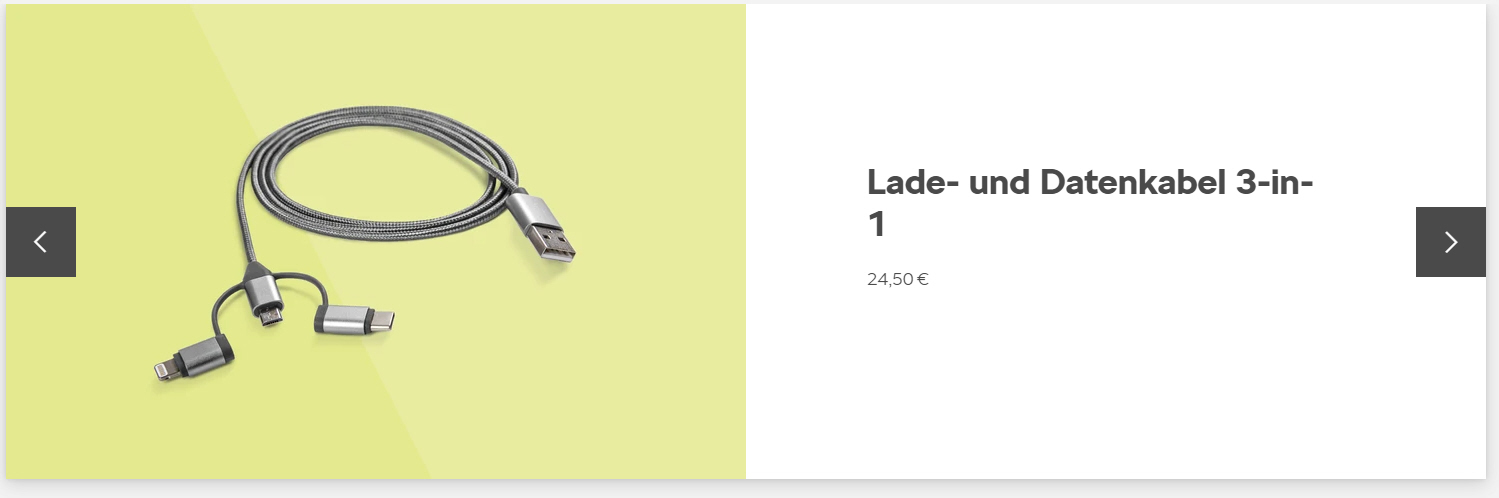 Lade- und Datenkabel 3-in-
1
24,50 €